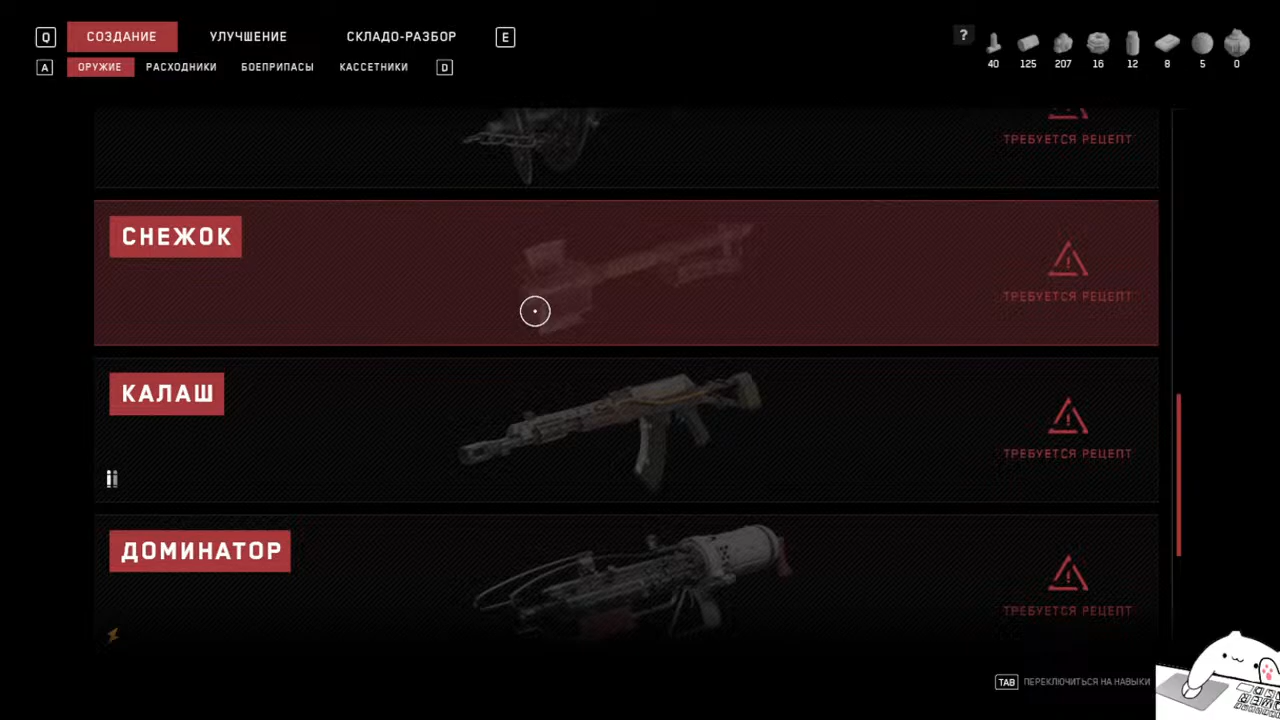 Q СОЗДАНИЕ УЛУЧШЕНИЕ СКЛАДО-РАЗБОР E
A ОРУЖИЕ РАСХОДНИКИ БОЕПРИПАСЫ КАССЕТНИКИ D
?
40 125 207 16 12 8 5 0
ТРЕБУЕТСЯ РЕЦЕПТ
СНЕЖОК
ТРЕБУЕТСЯ РЕЦЕПТ
КАЛАШ
ТРЕБУЕТСЯ РЕЦЕПТ
ДОМИНАТОР
ТРЕБУЕТСЯ РЕЦЕПТ
TAB ПЕРЕКЛЮЧИТЬСЯ НА НАВЫКИ